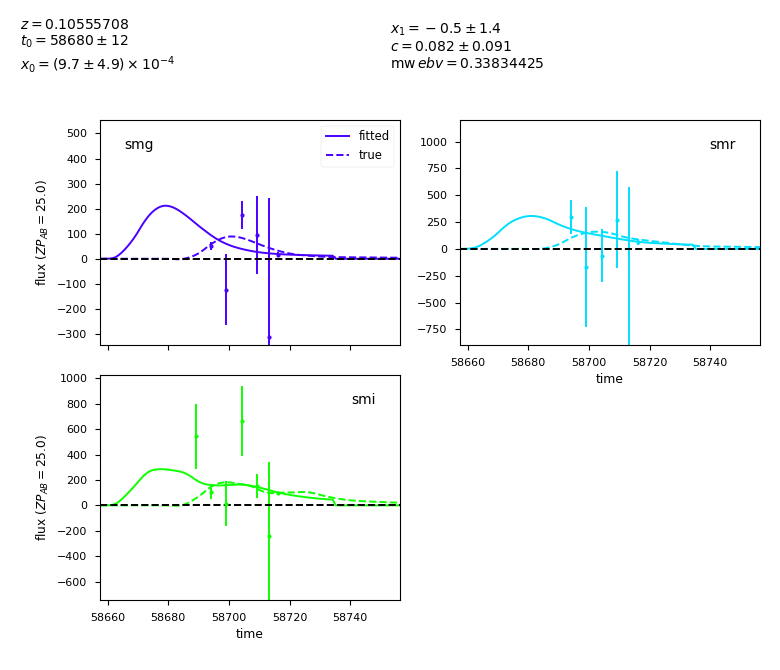 z = 0.10555708
t₀ = 58680 ± 12
x₀ = (9.7 ± 4.9) × 10⁻⁴
x₁ = −0.5 ± 1.4
c = 0.082 ± 0.091
mw ebv = 0.33834425
smg
fitted
true
500
400
300
200
100
0
−100
−200
−300
flux (ZP_AB = 25.0)
smr
1000
750
500
250
0
−250
−500
−750
58660 58680 58700 58720 58740
time
smi
1000
800
600
400
200
0
−200
−400
−600
flux (ZP_AB = 25.0)
58660 58680 58700 58720 58740
time